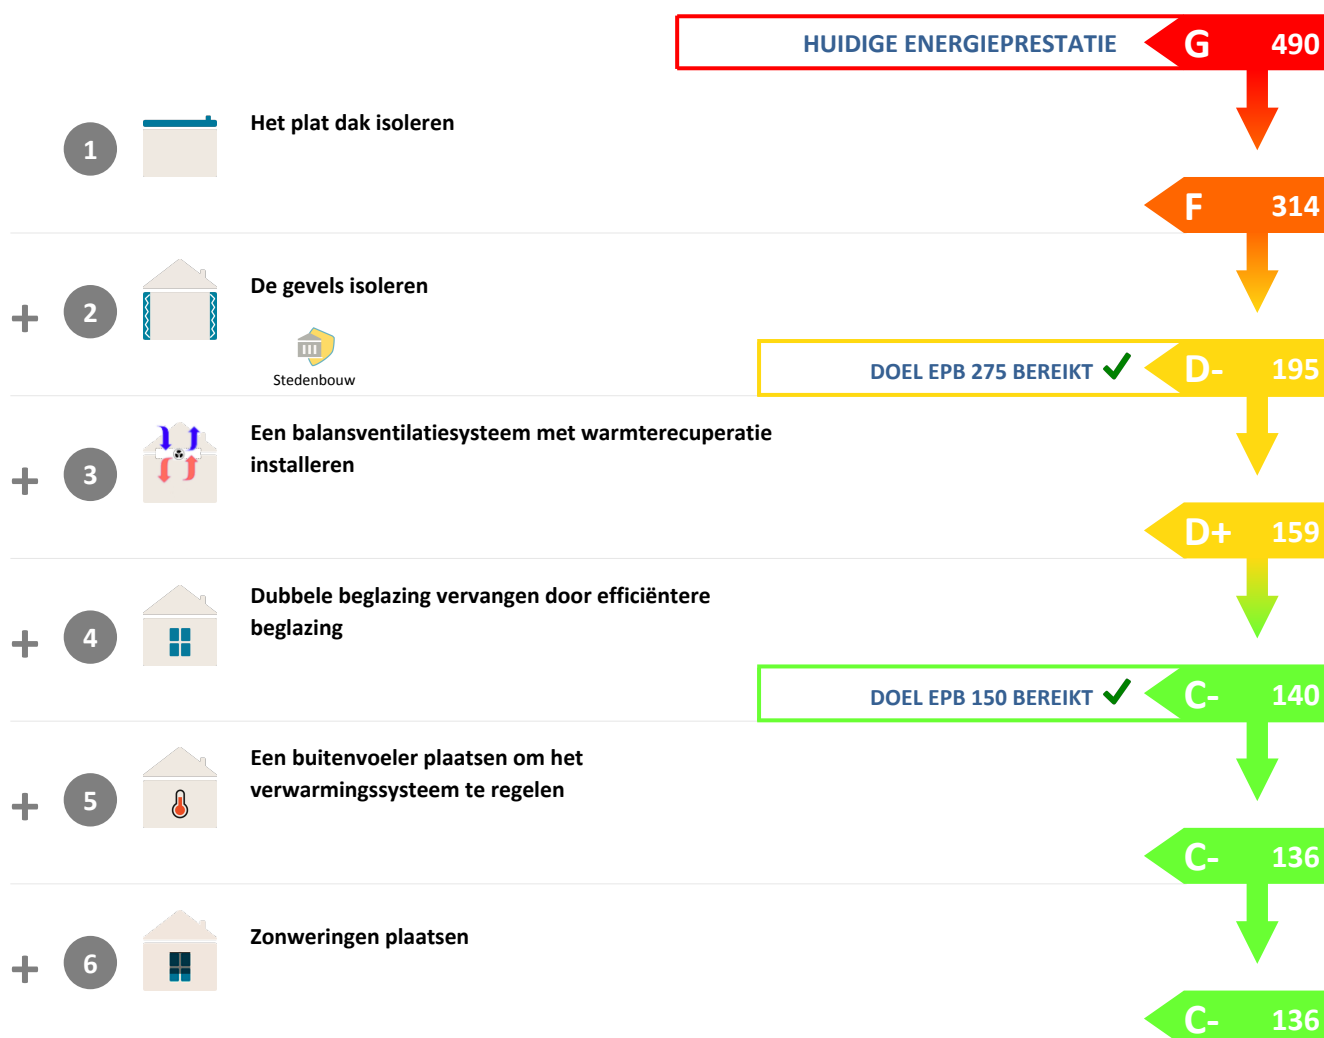 HUIDIGE ENERGIEPRESTATIE G 490
1 Het plat dak isoleren
F 314
+ 2 De gevels isoleren
Stedenbouw
DOEL EPB 275 BEREIKT ✓ D- 195
+ 3 Een balansventilatiesysteem met warmterecuperatie
installeren
D+ 159
+ 4 Dubbele beglazing vervangen door efficiëntere
beglazing
DOEL EPB 150 BEREIKT ✓ C- 140
+ 5 Een buitenvoeler plaatsen om het
verwarmingssysteem te regelen
C- 136
+ 6 Zonweringen plaatsen
C- 136